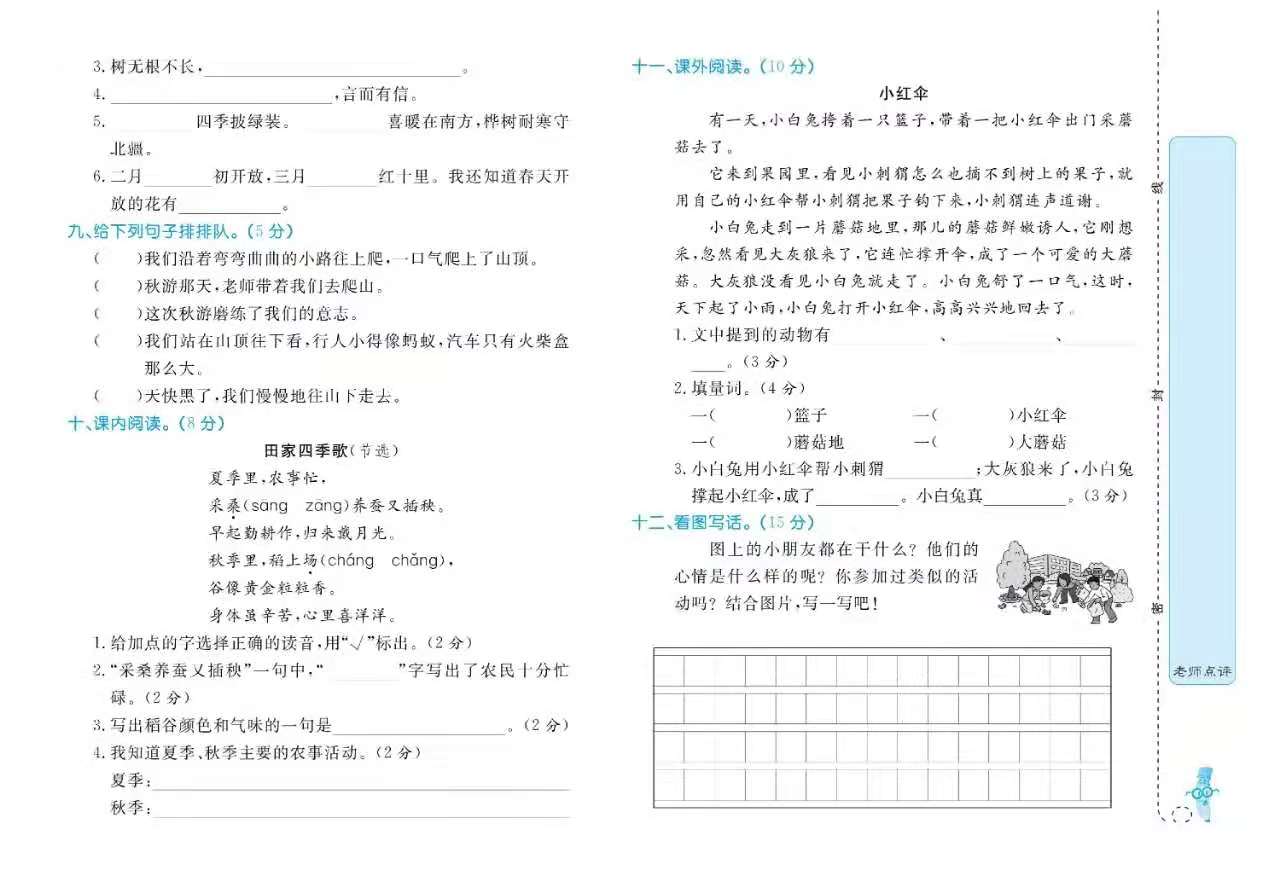 3. 树无根不长,____________。
4. ____________,言而有信。
5. ________四季披绿装。________喜暖在南方,桦树耐寒守
北疆。
6. 二月______初开放,三月______红十里。我还知道春天开
放的花有________。
九、给下列句子排排队。(5分)
(  )我们沿着弯弯曲曲的小路往上爬,一口气爬上了山顶。
(  )秋游那天,老师带着我们去爬山。
(  )这次秋游磨练了我们的意志。
(  )我们站在山顶往下看,行人小得像蚂蚁,汽车只有火柴盒
那么大。
(  )天快黑了,我们慢慢地往山下走去。
十、课内阅读。(8分)
田家四季歌(节选)
夏季里,农事忙,
采桑(sāng zāng)养蚕又插秧。
早起勤耕作,归来戴月光。
秋季里,稻上场(cháng chǎng),
谷像黄金粒粒香。
身体虽辛苦,心里喜洋洋。
1. 给加点的字选择正确的读音,用“√”标出。(2分)
2. “采桑养蚕又插秧”一句中,“______”字写出了农民十分忙
碌。(2分)
3. 写出稻谷颜色和气味的一句是____________。(2分)
4. 我知道夏季、秋季主要的农事活动。(2分)
夏季:____________
秋季:____________
十一、课外阅读。(10分)
小红伞
有一天,小白兔挎着一只篮子,带着一把小红伞出门采蘑
菇去了。
它来到果园里,看见小刺猬怎么也摘不到树上的果子,就
用自己的小红伞帮小刺猬把果子钩下来,小刺猬连声道谢。
小白兔走到一片蘑菇地里,那儿的蘑菇鲜嫩诱人,它刚想
采,忽然看见大灰狼来了,它连忙撑开伞,成了一个可爱的大蘑
菇。大灰狼没看见小白兔就走了。小白兔舒了一口气,这时,
天下起了小雨,小白兔打开小红伞,高高兴兴地回去了。
1. 文中提到的动物有________、________、________
____。(3分)
2. 填量词。(4分)
一(  )篮子 一(  )小红伞
一(  )蘑菇地 一(  )大蘑菇
3. 小白兔用小红伞帮小刺猬________;大灰狼来了,小白兔
撑起小红伞,成了________。小白兔真________。(3分)
十二、看图写话。(15分)
图上的小朋友都在干什么?他们的
心情是什么样的呢?你参加过类似的活
动吗?结合图片,写一写吧!
线
封
密
老师点评